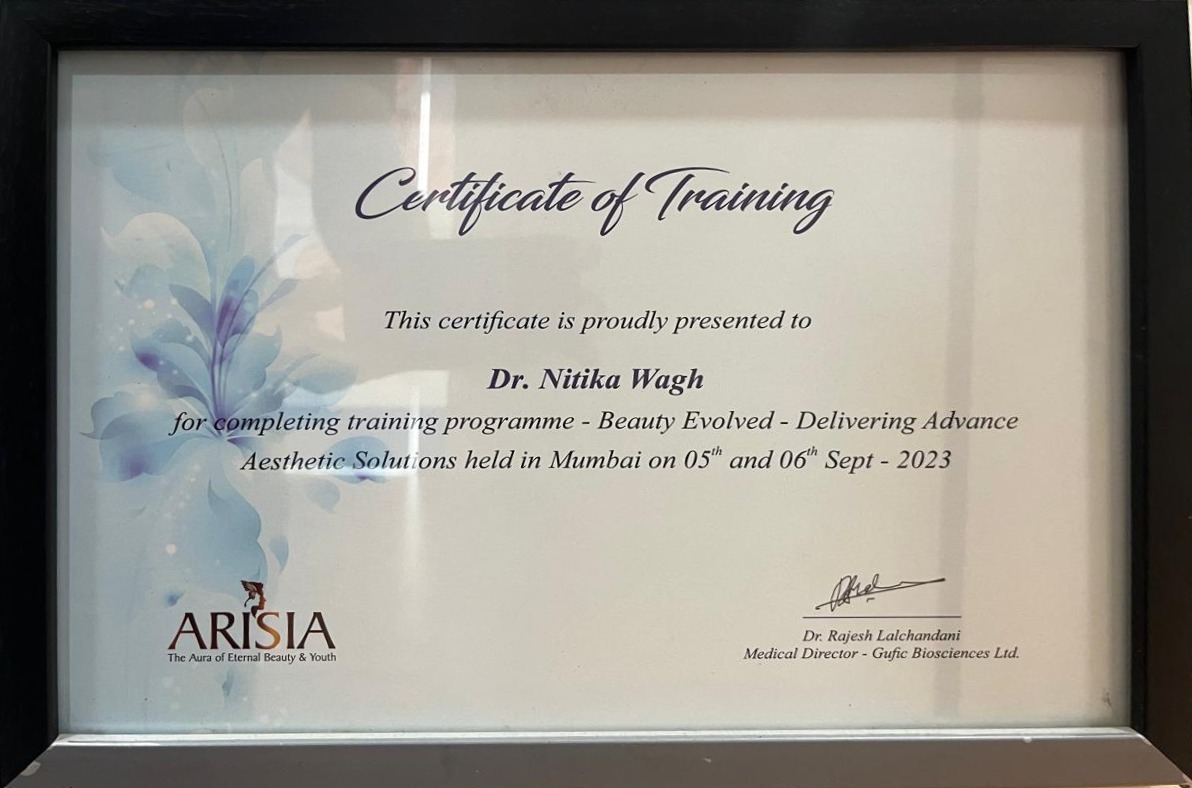 Certificate of Training
This certificate is proudly presented to
Dr. Nitika Wagh
for completing training programme - Beauty Evolved - Delivering Advance
Aesthetic Solutions held in Mumbai on 05th and 06th Sept - 2023
ARISIA
The Aura of Eternal Beauty & Youth
Dr. Rajesh Lalchandani
Medical Director - Gufic Biosciences Ltd.